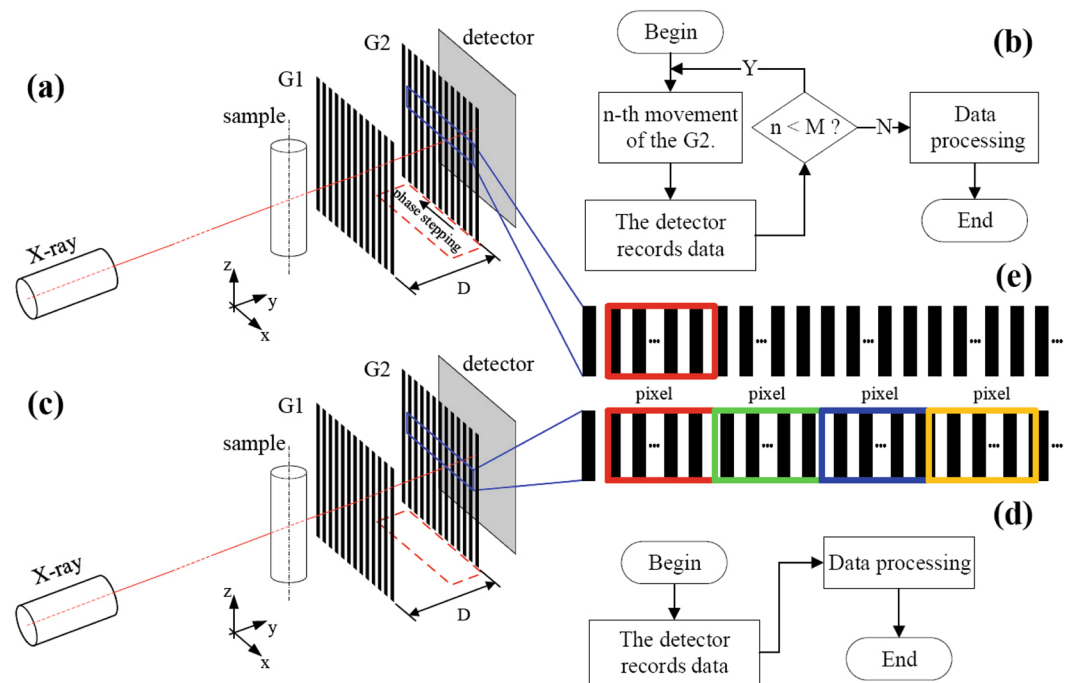 (a)
X-ray
sample
G1
G2
detector
phase stepping
D
z
y
x
(b)
Begin
n-th movement
of the G2.
The detector
records data
n < M ?
Y
N
Data
processing
End
(e)
...
...
...
...
...
pixel
pixel
pixel
pixel
...
...
...
...
...
(c)
X-ray
sample
G1
G2
detector
D
z
y
x
(d)
Begin
The detector
records data
Data processing
End